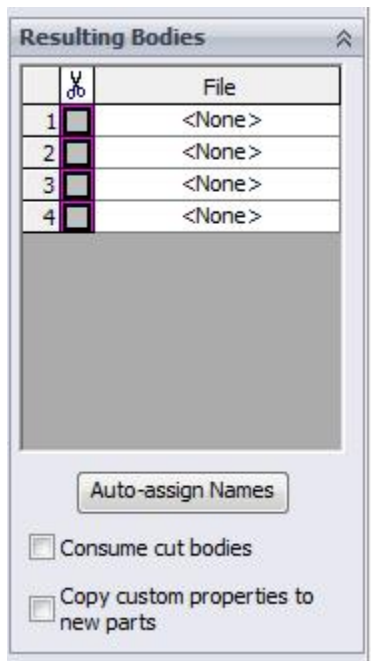 Resulting Bodies
File
1 <None>
2 <None>
3 <None>
4 <None>
Auto-assign Names
Consume cut bodies
Copy custom properties to
new parts